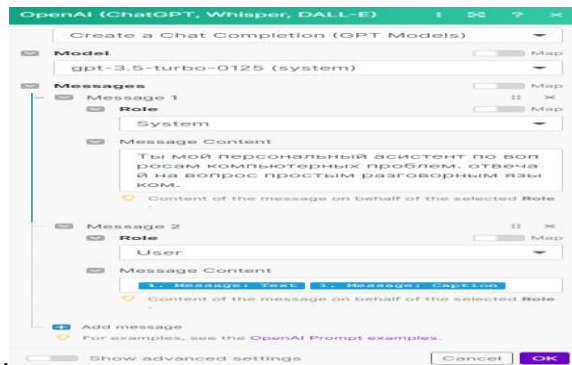 OpenAI (ChatGPT, Whisper, DALL-E)
Create a Chat Completion (GPT Models)
Model
Map
gpt-3.5-turbo-0125 (system)
Messages
Map
Message 1
Role
Map
System
Message Content
Ты мой персональный асистент по воп
росам компьютерных проблем. отвеча
й на вопрос простым разговорным язы
ком.
Content of the message on behalf of the selected Role
.
Message 2
Role
Map
User
Message Content
1. Message: Text 1. Message: Caption
Content of the message on behalf of the selected Role
.
Add message
For examples, see the OpenAI Prompt examples.
Show advanced settings
Cancel
OK